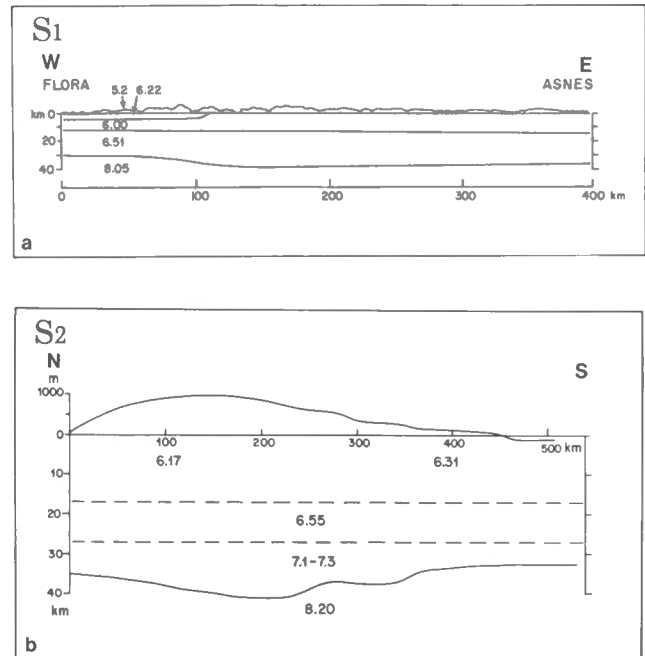 S1
W E
FLORA 5.2 6.22 ASNES
km 0
6.00
20 6.51
40 8.05
0 100 200 300 400 km
a
S2
N S
m
1000
0 100 200 300 400 500 km
6.17 6.31
10
20 6.55
30 7.1-7.3
40
km 8.20
b